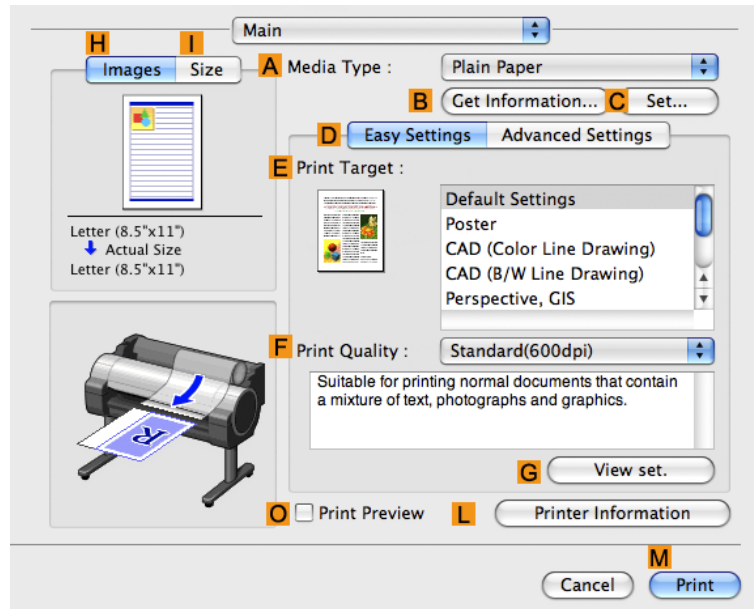 Main
H I
Images Size
A Media Type : Plain Paper
B Get Information... C Set...
D Easy Settings Advanced Settings
E Print Target :
Default Settings
Poster
CAD (Color Line Drawing)
CAD (B/W Line Drawing)
Perspective, GIS
Letter (8.5"x11")
Actual Size
Letter (8.5"x11")
F Print Quality : Standard(600dpi)
Suitable for printing normal documents that contain
a mixture of text, photographs and graphics.
R
G View set.
O Print Preview L Printer Information
M
Cancel Print